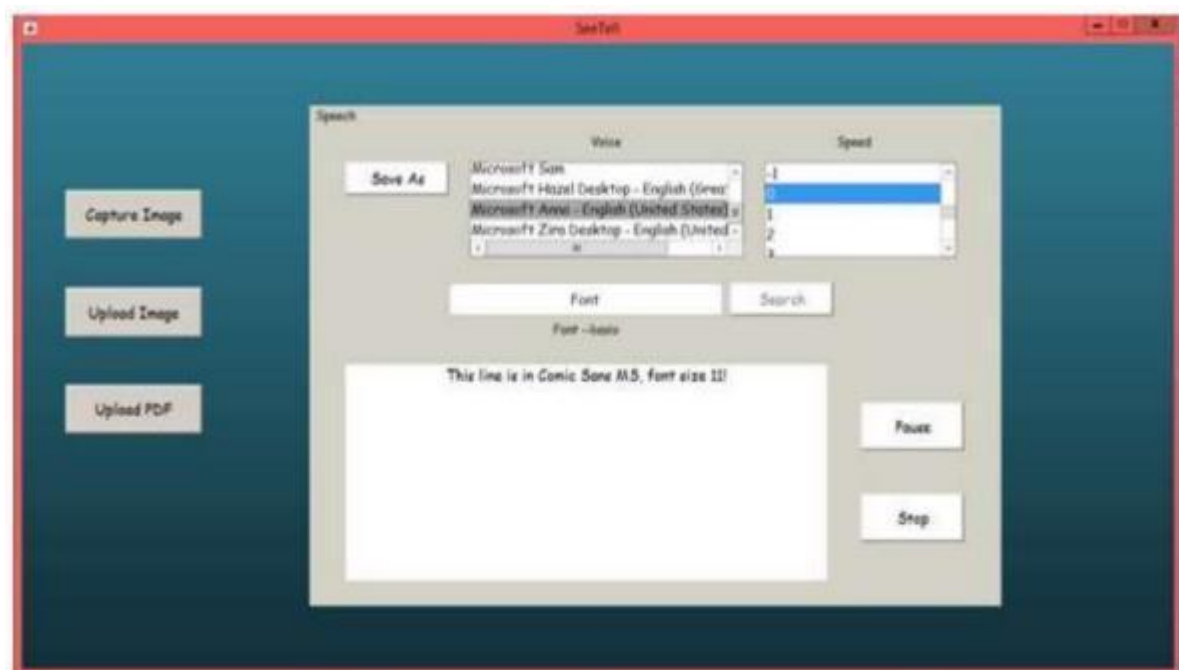 SeeTell
Speech
Voice
Speed
Save As
Microsoft Sam
Microsoft Hazel Desktop - English (Great
Microsoft Anna - English (United States)
Microsoft Zira Desktop - English (United
-1
0
1
2
3
Capture Image
Upload Image
Upload PDF
Font
Search
This line is in Comic Sans MS, font size 11!
Pause
Stop